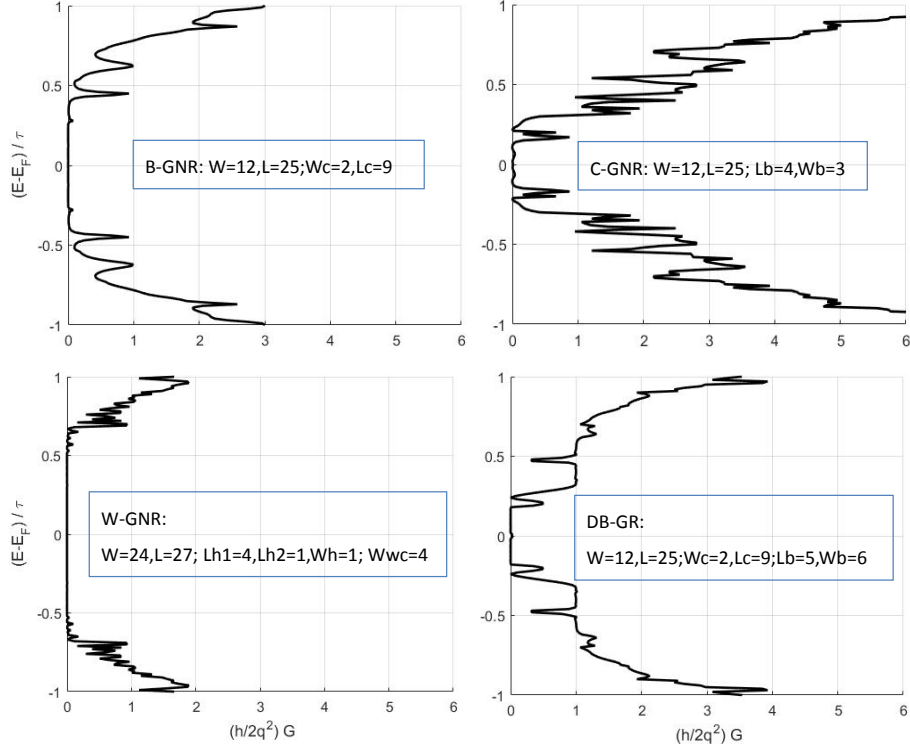 1
0.5
0
-0.5
-1
(E-E_F) / τ
B-GNR: W=12,L=25;Wc=2,Lc=9
0 1 2 3 4 5 6
1
0.5
0
-0.5
-1
C-GNR: W=12,L=25; Lb=4,Wb=3
0 1 2 3 4 5 6
1
0.5
0
-0.5
-1
(E-E_F) / τ
W-GNR:
W=24,L=27; Lh1=4,Lh2=1,Wh=1; Wwc=4
0 1 2 3 4 5 6
(h/2q²) G
1
0.5
0
-0.5
-1
DB-GR:
W=12,L=25;Wc=2,Lc=9;Lb=5,Wb=6
0 1 2 3 4 5 6
(h/2q²) G